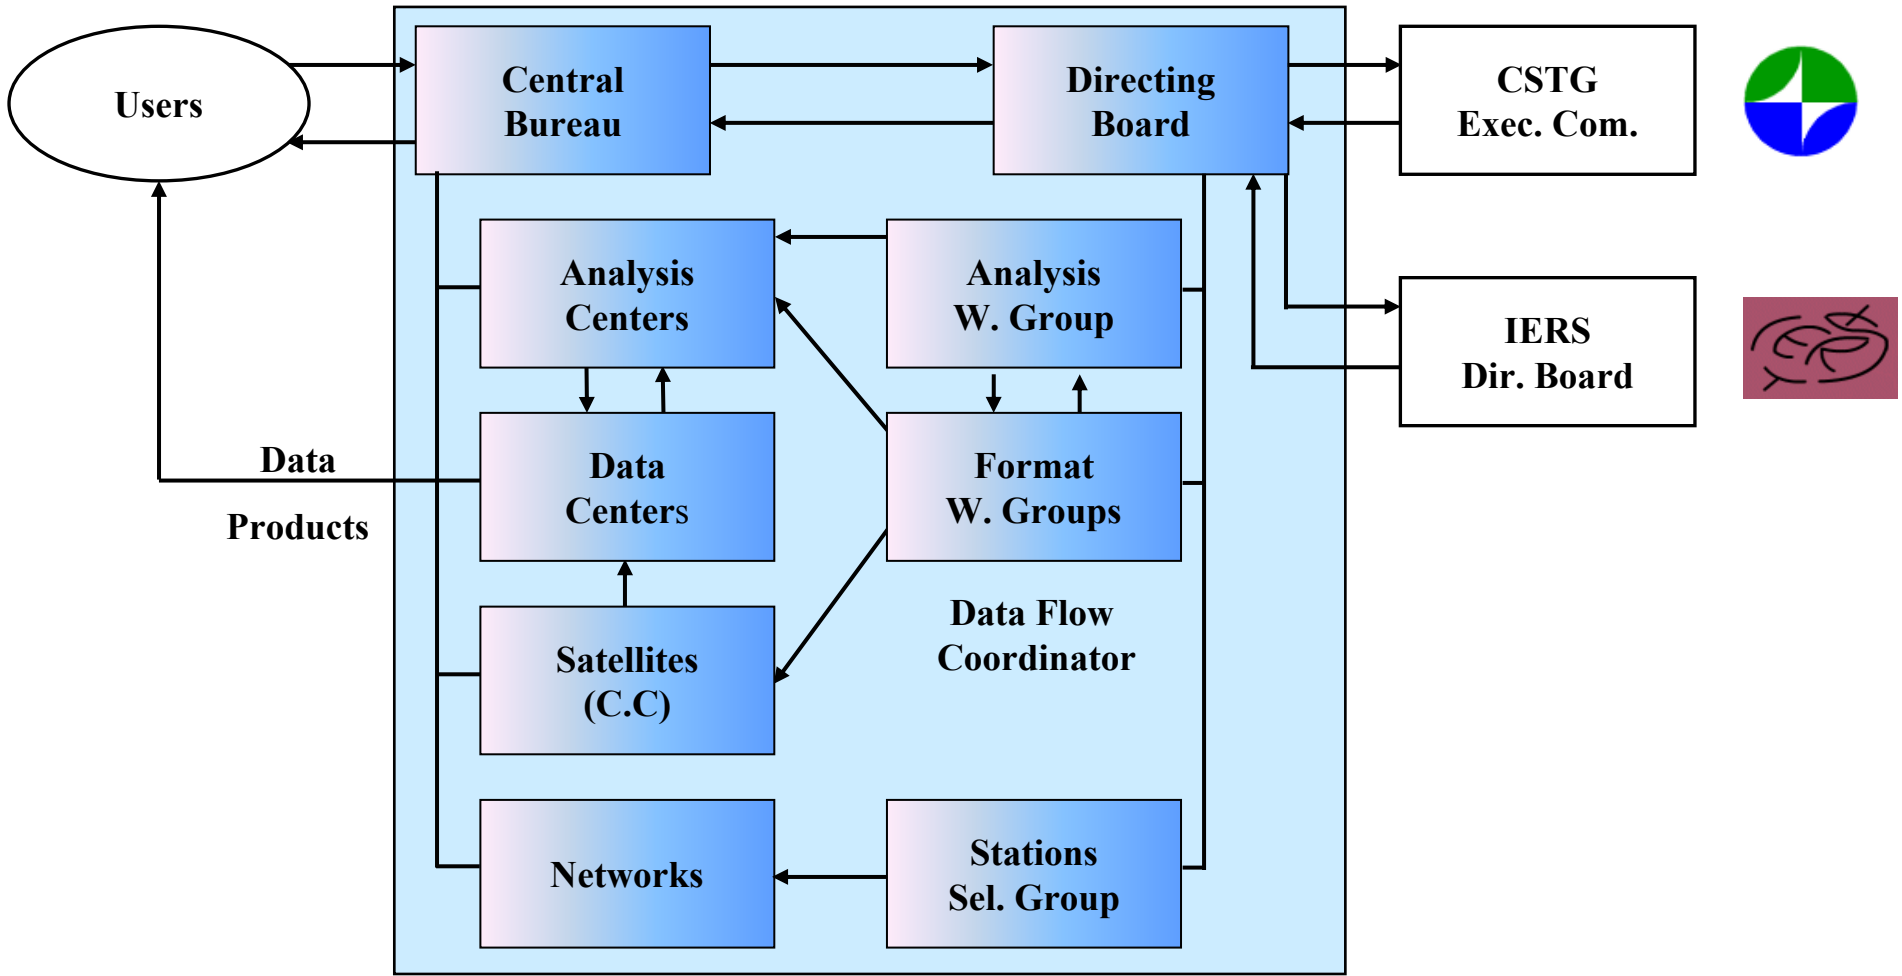 Users
Central
Bureau
Directing
Board
CSTG
Exec. Com.
Analysis
Centers
Analysis
W. Group
IERS
Dir. Board
Data
Products
Data
Centers
Format
W. Groups
Satellites
(C.C)
Data Flow
Coordinator
Networks
Stations
Sel. Group
IERS